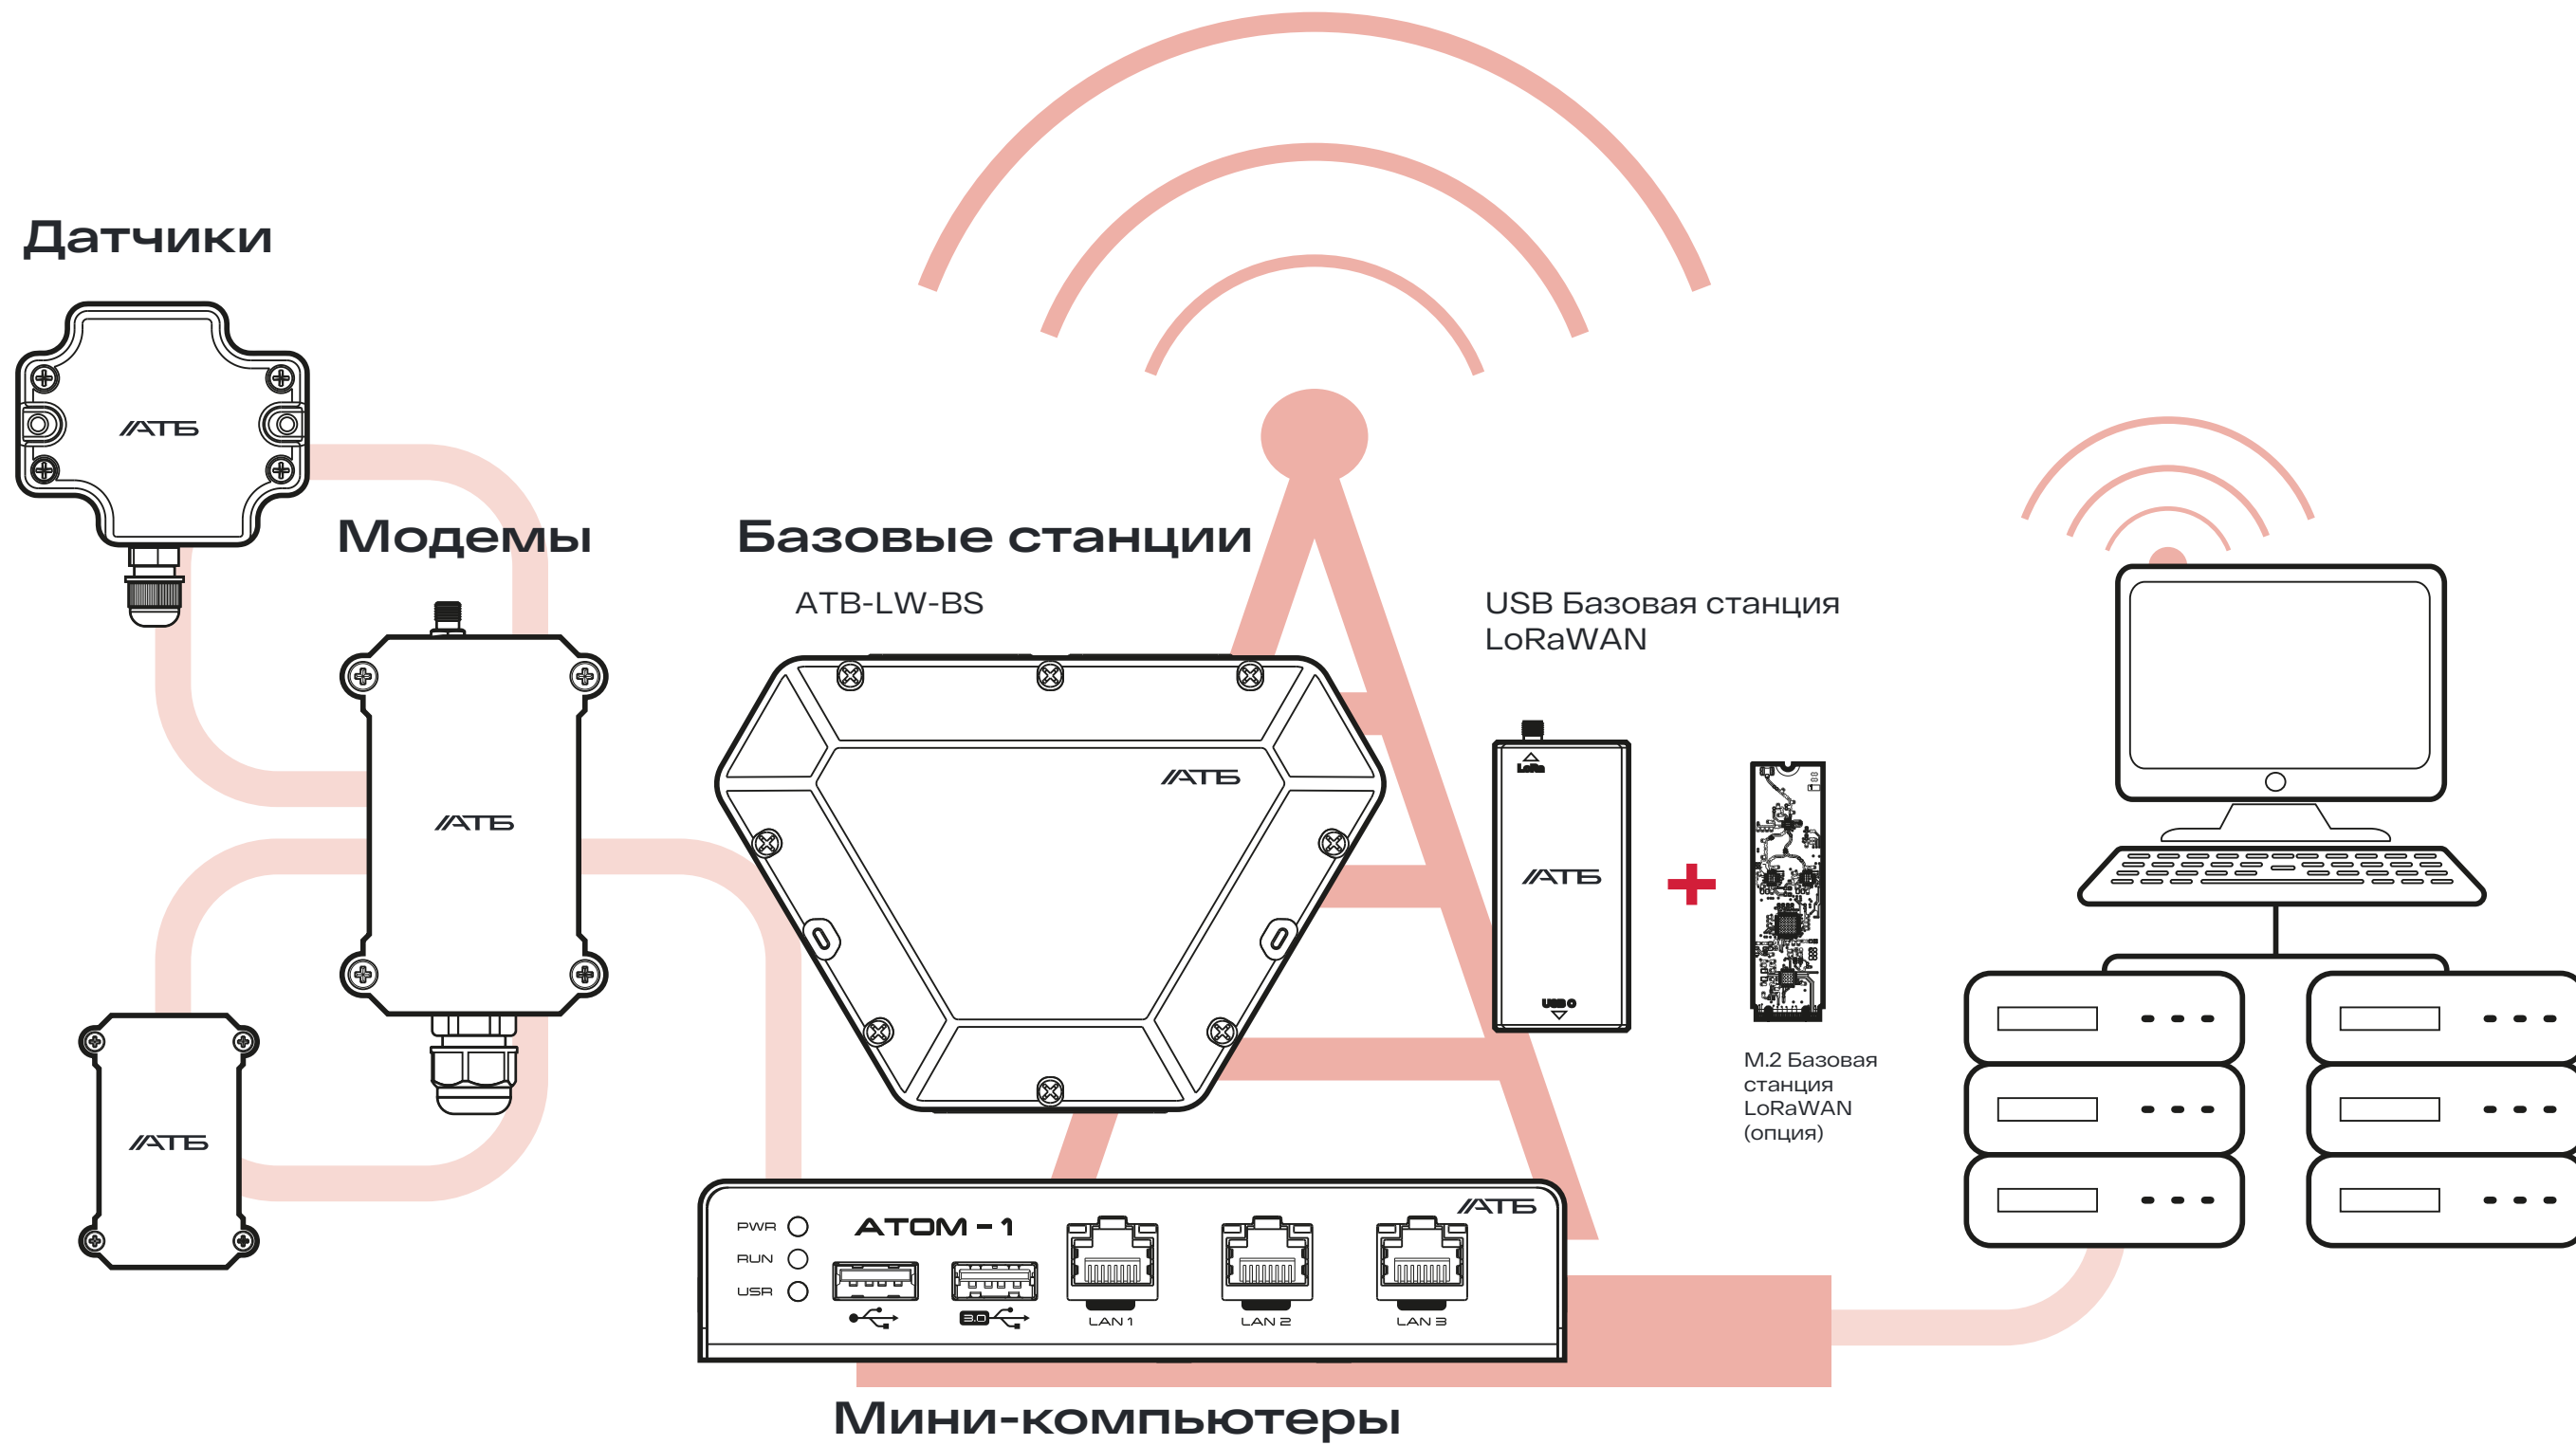 Датчики
АТБ
Модемы
АТБ
АТБ
Базовые станции
ATB-LW-BS
АТБ
USB Базовая станция
LoRaWAN
LoRa
АТБ
USB C
+
M.2 Базовая
станция
LoRaWAN
(опция)
АТБ
PWR
ATOM - 1
RUN
USR
3.0
LAN 1
LAN 2
LAN 3
Мини-компьютеры